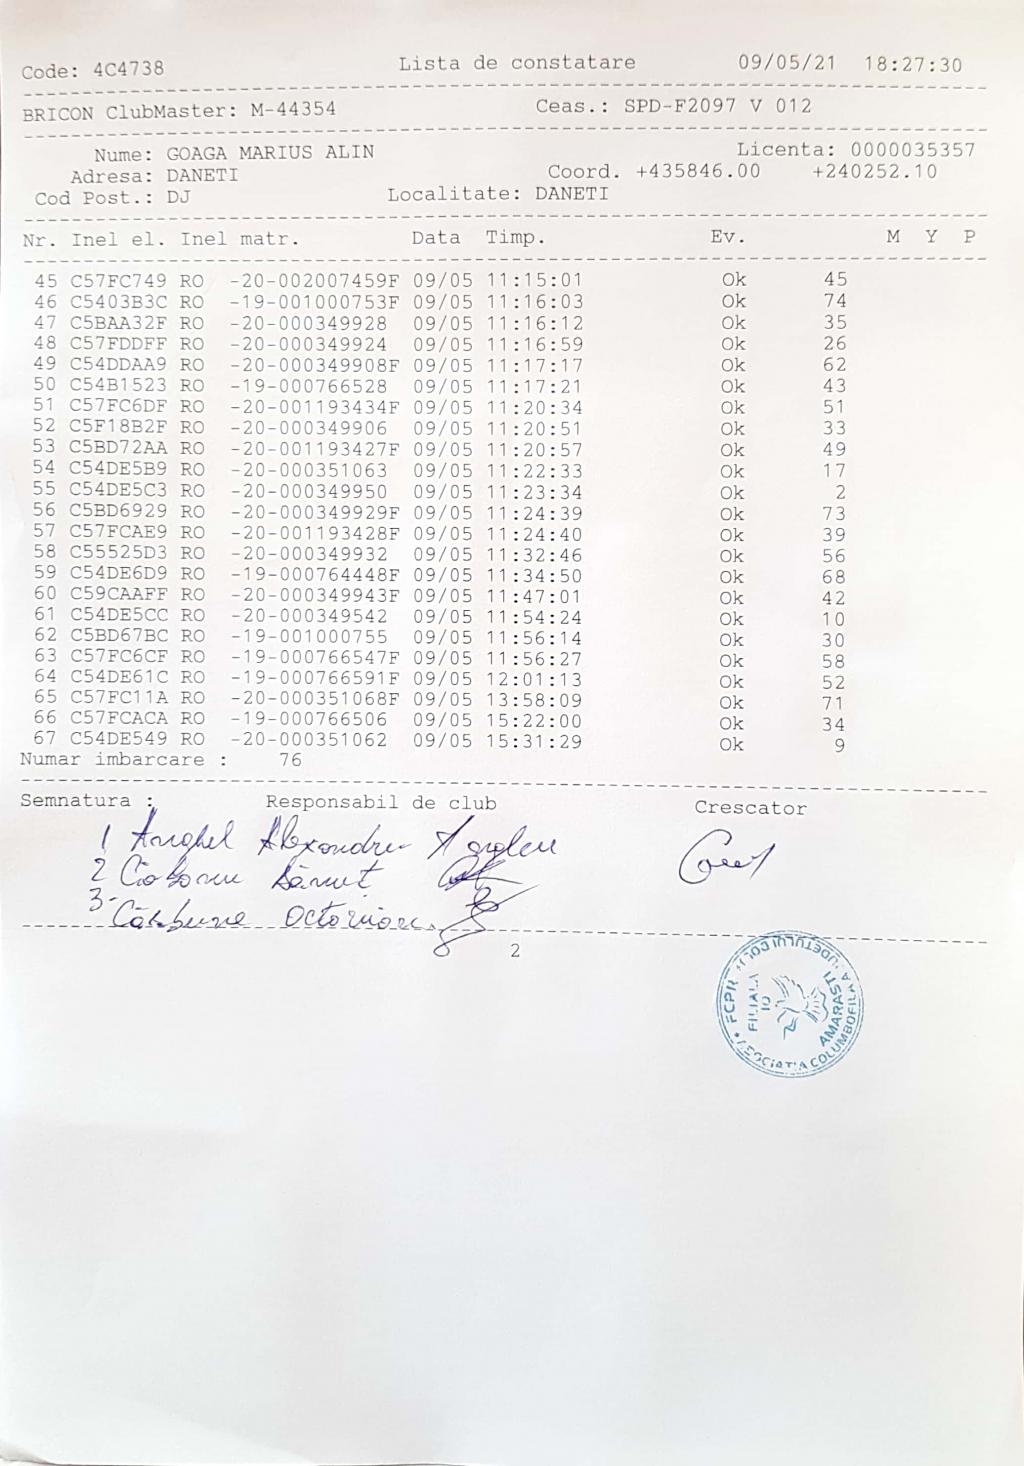 Code: 4C4738 Lista de constatare 09/05/21 18:27:30
BRICON ClubMaster: M-44354 Ceas.: SPD-F2097 V 012
Nume: GOAGA MARIUS ALIN Licenta: 0000035357
Adresa: DANETI Coord. +435846.00 +240252.10
Cod Post.: DJ Localitate: DANETI
Nr. Inel el. Inel matr. Data Timp. Ev. M Y P
45 C57FC749 RO -20-002007459F 09/05 11:15:01 Ok 45
46 C5403B3C RO -19-001000753F 09/05 11:16:03 Ok 74
47 C5BAA32F RO -20-000349928 09/05 11:16:12 Ok 35
48 C57FDDFF RO -20-000349924 09/05 11:16:59 Ok 26
49 C54DDAA9 RO -20-000349908F 09/05 11:17:17 Ok 62
50 C54B1523 RO -19-000766528 09/05 11:17:21 Ok 43
51 C57FC6DF RO -20-001193434F 09/05 11:20:34 Ok 51
52 C5F18B2F RO -20-000349906 09/05 11:20:51 Ok 33
53 C5BD72AA RO -20-001193427F 09/05 11:20:57 Ok 49
54 C54DE5B9 RO -20-000351063 09/05 11:22:33 Ok 17
55 C54DE5C3 RO -20-000349950 09/05 11:23:34 Ok 2
56 C5BD6929 RO -20-000349929F 09/05 11:24:39 Ok 73
57 C57FCAE9 RO -20-001193428F 09/05 11:24:40 Ok 39
58 C55525D3 RO -20-000349932 09/05 11:32:46 Ok 56
59 C54DE6D9 RO -19-000764448F 09/05 11:34:50 Ok 68
60 C59CAAFF RO -20-000349943F 09/05 11:47:01 Ok 42
61 C54DE5CC RO -20-000349542 09/05 11:54:24 Ok 10
62 C5BD67BC RO -19-001000755 09/05 11:56:14 Ok 30
63 C57FC6CF RO -19-000766547F 09/05 11:56:27 Ok 58
64 C54DE61C RO -19-000766591F 09/05 12:01:13 Ok 52
65 C57FC11A RO -20-000351068F 09/05 13:58:09 Ok 71
66 C57FCACA RO -19-000766506 09/05 15:22:00 Ok 34
67 C54DE549 RO -20-000351062 09/05 15:31:29 Ok 9
Numar imbarcare : 76
Semnatura : Responsabil de club Crescator
1 Anghel Alexandru
2
3
2
FCPR JUDETULUI DOLJ
FILIALA
10
AMARASTI
ASOCIATIA COLUMBOFILA